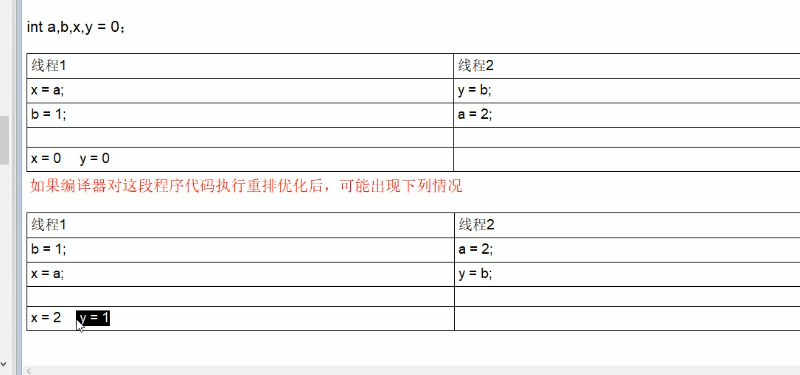 int a,b,x,y = 0；
线程1 线程2
x = a; y = b;
b = 1; a = 2;
x = 0 y = 0
如果编译器对这段程序代码执行重排优化后，可能出现下列情况
线程1 线程2
b = 1; a = 2;
x = a; y = b;
x = 2 y = 1